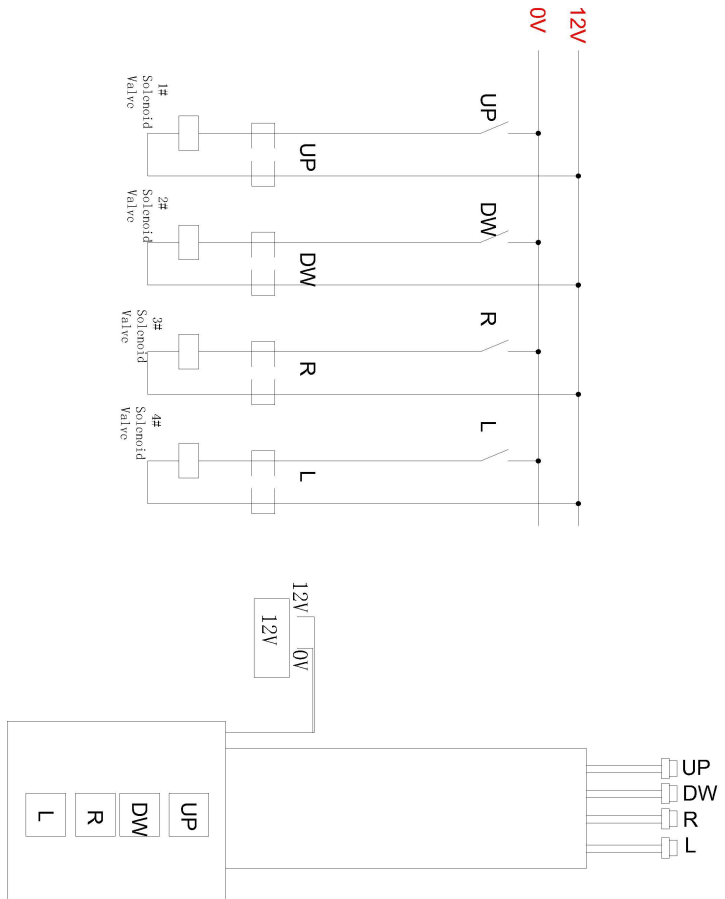 0V
12V
UP
UP
1#
Solenoid
Valve
DW
DW
2#
Solenoid
Valve
R
R
3#
Solenoid
Valve
L
L
4#
Solenoid
Valve
12V
12V
0V
UP
DW
R
L
L
R
DW
UP